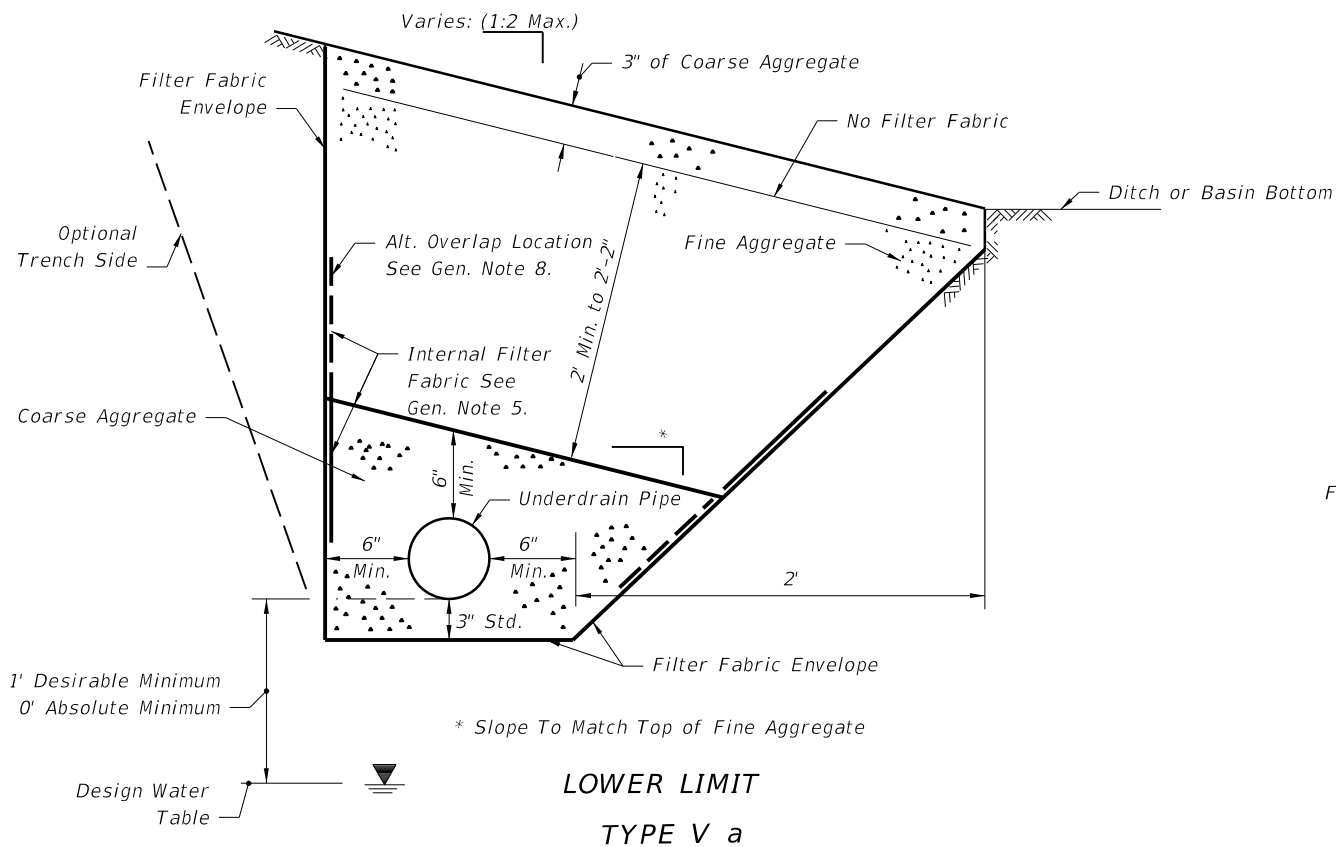 Varies: (1:2 Max.)
3" of Coarse Aggregate
Filter Fabric
Envelope
No Filter Fabric
Ditch or Basin Bottom
Optional
Trench Side
Alt. Overlap Location
See Gen. Note 8.
Fine Aggregate
2' Min. to 2'-2"
Internal Filter
Fabric See
Gen. Note 5.
Coarse Aggregate
*
6"
Min.
Underdrain Pipe
F
6"
Min.
6"
Min.
2'
3" Std.
Filter Fabric Envelope
1' Desirable Minimum
0' Absolute Minimum
* Slope To Match Top of Fine Aggregate
Design Water
Table
LOWER LIMIT
TYPE V a